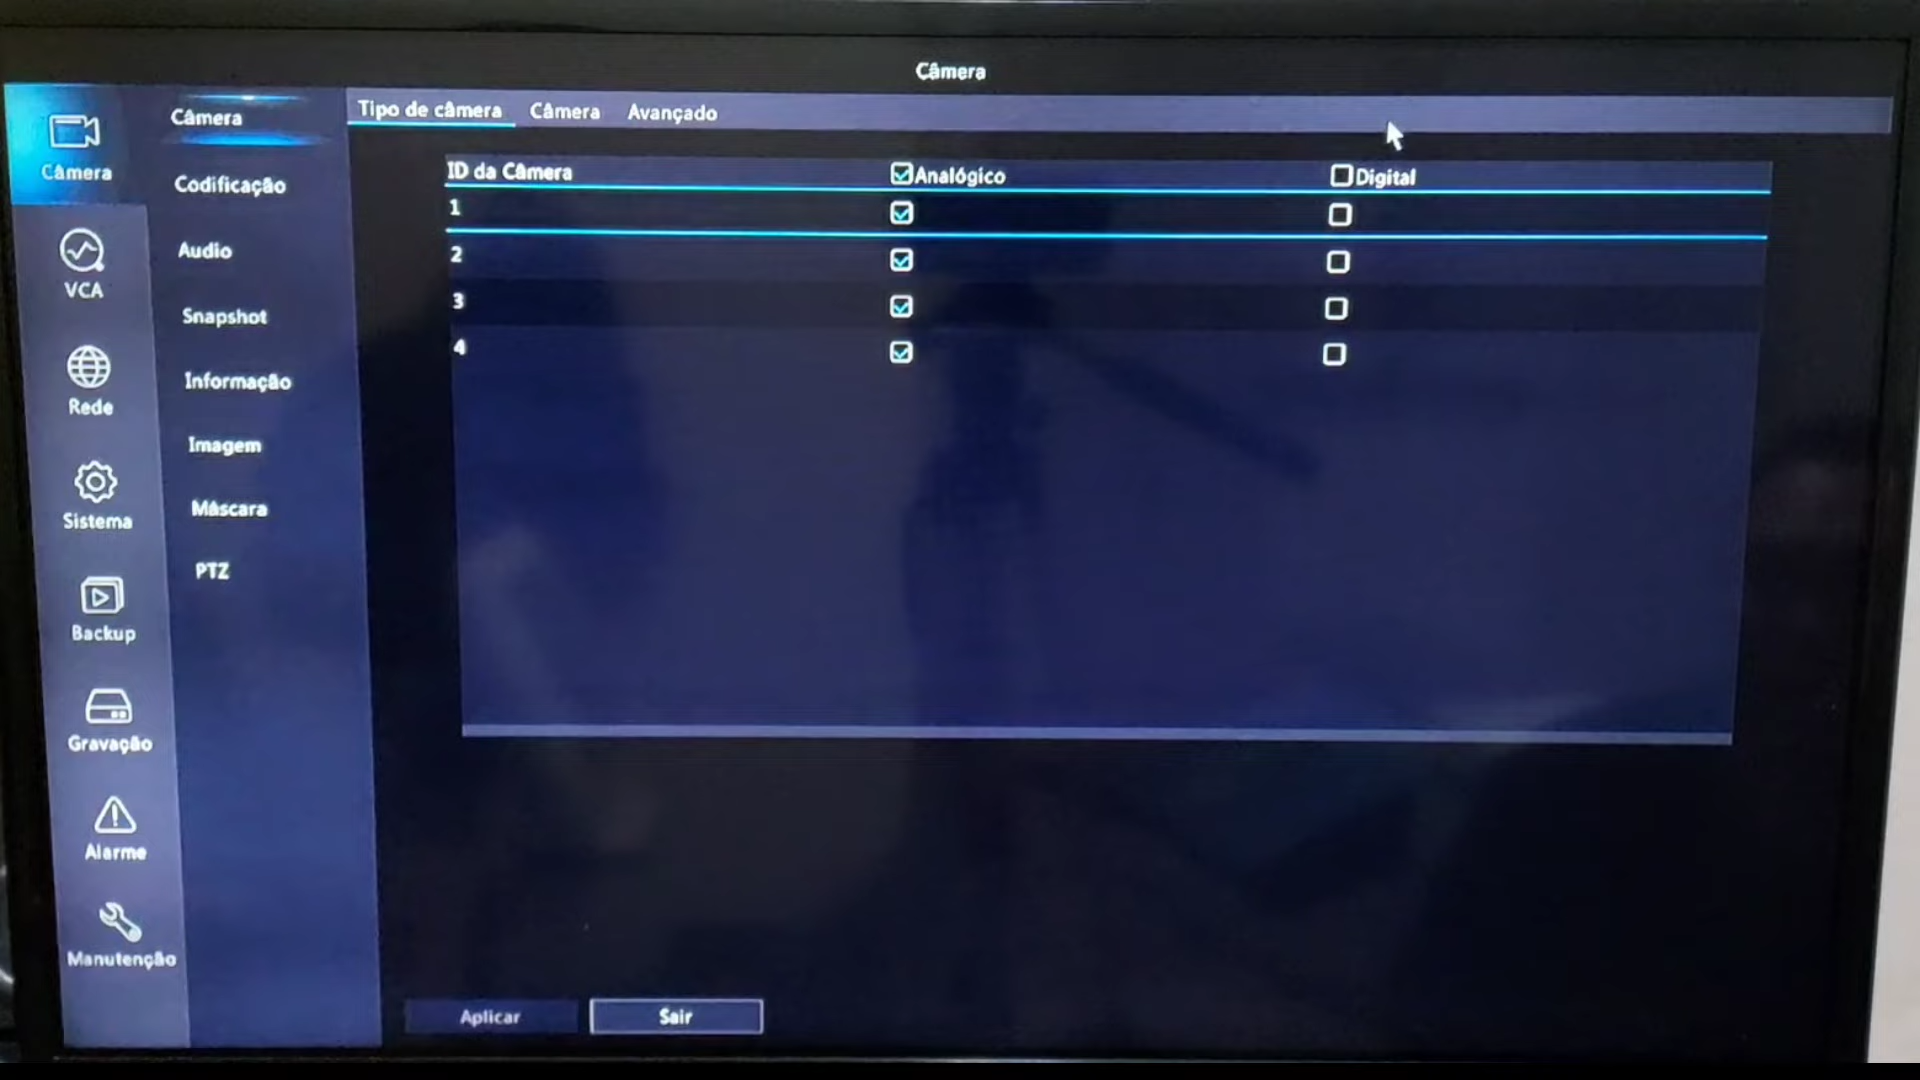 Câmera
Câmera
VCA
Rede
Sistema
Backup
Gravação
Alarme
Manutenção
Câmera
Codificação
Audio
Snapshot
Informação
Imagem
Máscara
PTZ
Tipo de câmera Câmera Avançado
ID da Câmera Analógico Digital
1
2
3
4
Aplicar Sair